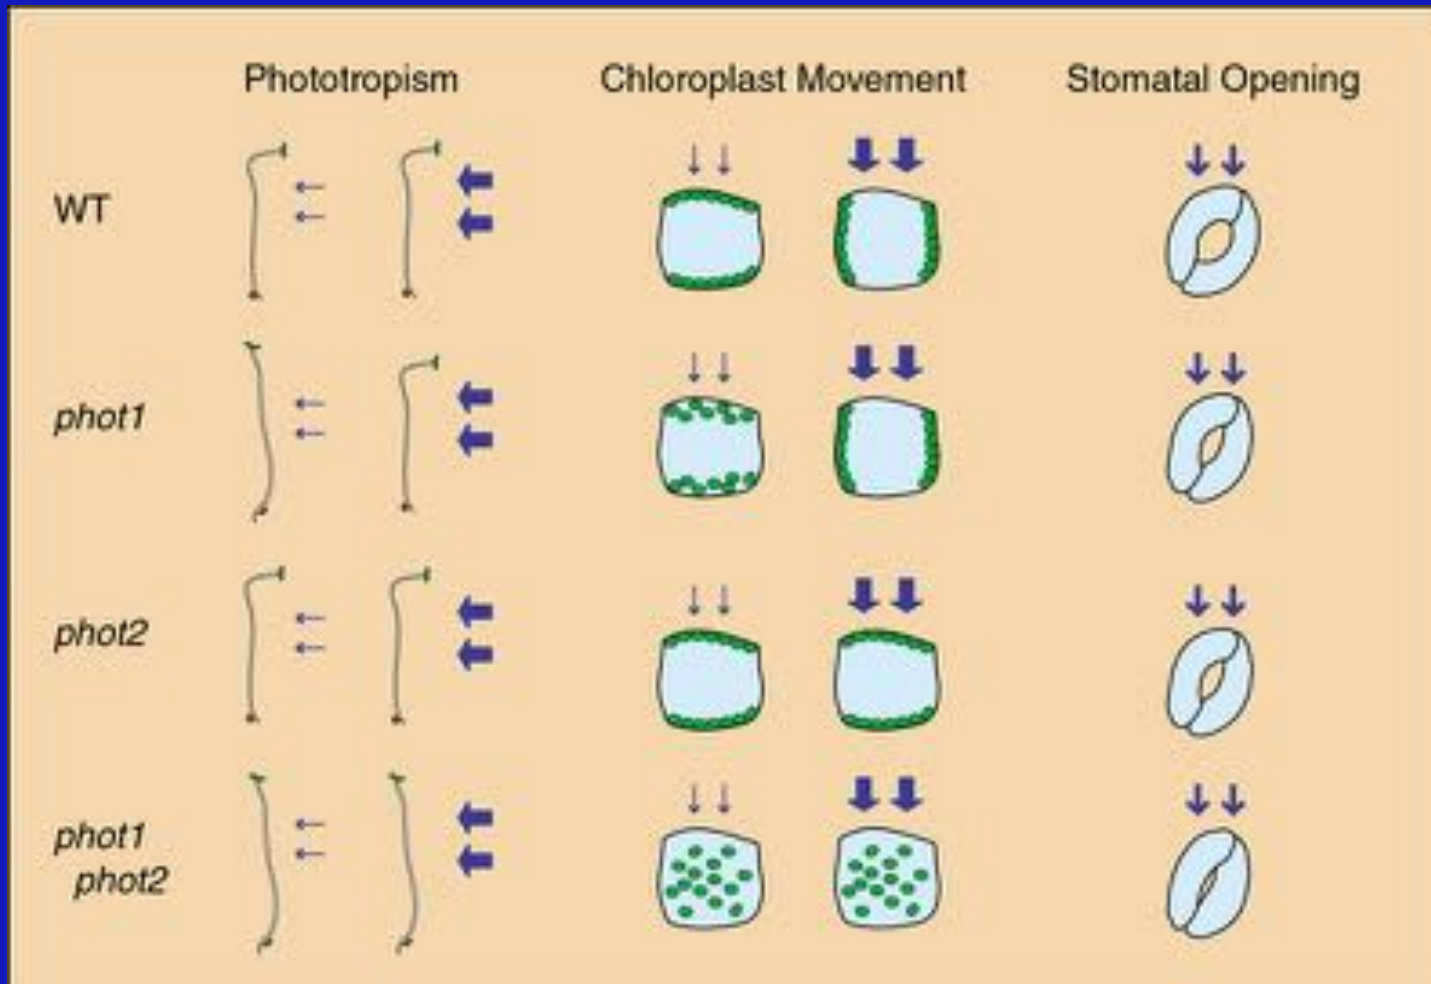 Phototropism Chloroplast Movement Stomatal Opening
WT
phot1
phot2
phot1
phot2